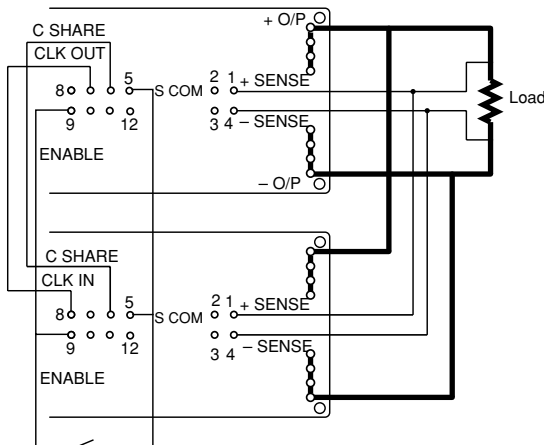 + O/P
C SHARE
CLK OUT
8 5 S COM 2 1 + SENSE
9 12 3 4 – SENSE
ENABLE
– O/P
Load
C SHARE
CLK IN
8 5 S COM 2 1 + SENSE
9 12 3 4 – SENSE
ENABLE